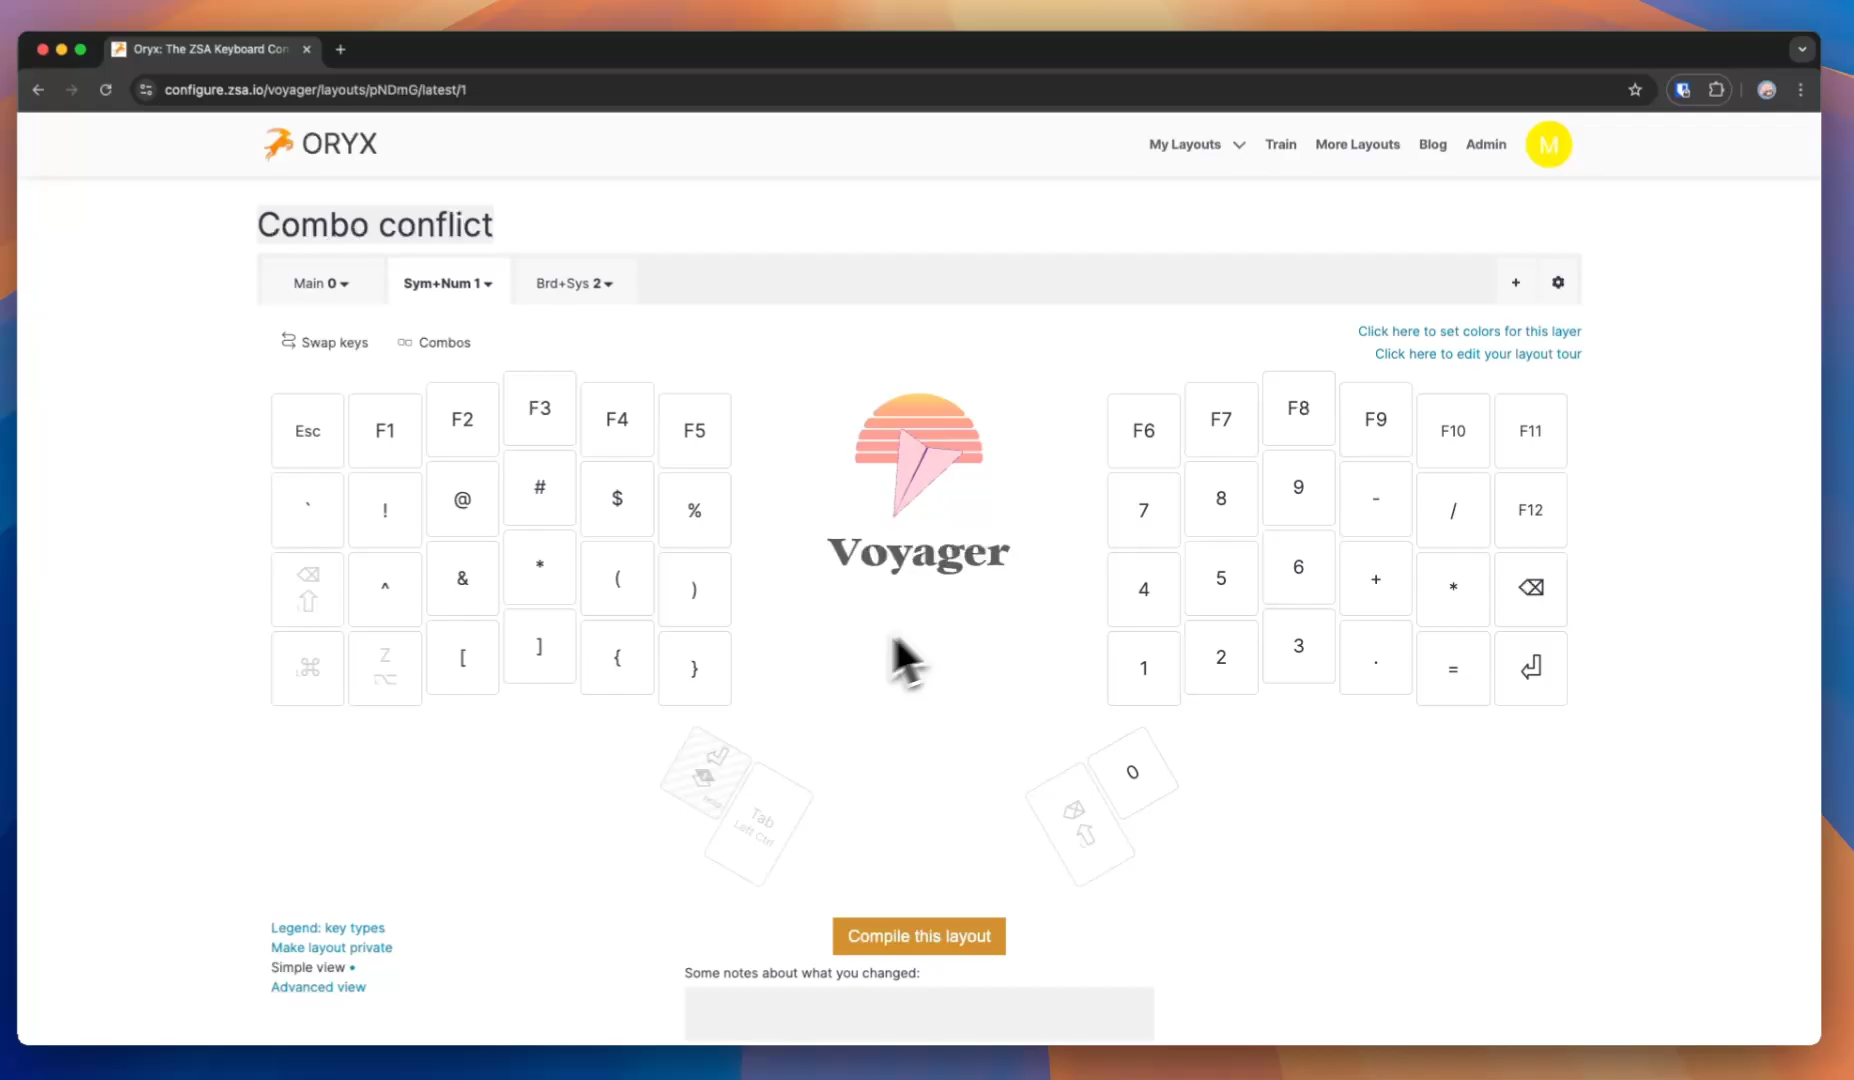 Oryx: The ZSA Keyboard Con
configure.zsa.io/voyager/layouts/pNDmG/latest/1
ORYX
My Layouts Train More Layouts Blog Admin M
Combo conflict
Main 0 Sym+Num 1 Brd+Sys 2 +
Swap keys Combos
Click here to set colors for this layer
Click here to edit your layout tour
Esc F1 F2 F3 F4 F5 F6 F7 F8 F9 F10 F11
` ! @ # $ % 7 8 9 - / F12
^ & * ( ) 4 5 6 + *
Z [ ] { } 1 2 3 . =
Voyager
Tab
Left Ctrl
0
Compile this layout
Legend: key types
Make layout private
Simple view •
Advanced view
Some notes about what you changed: